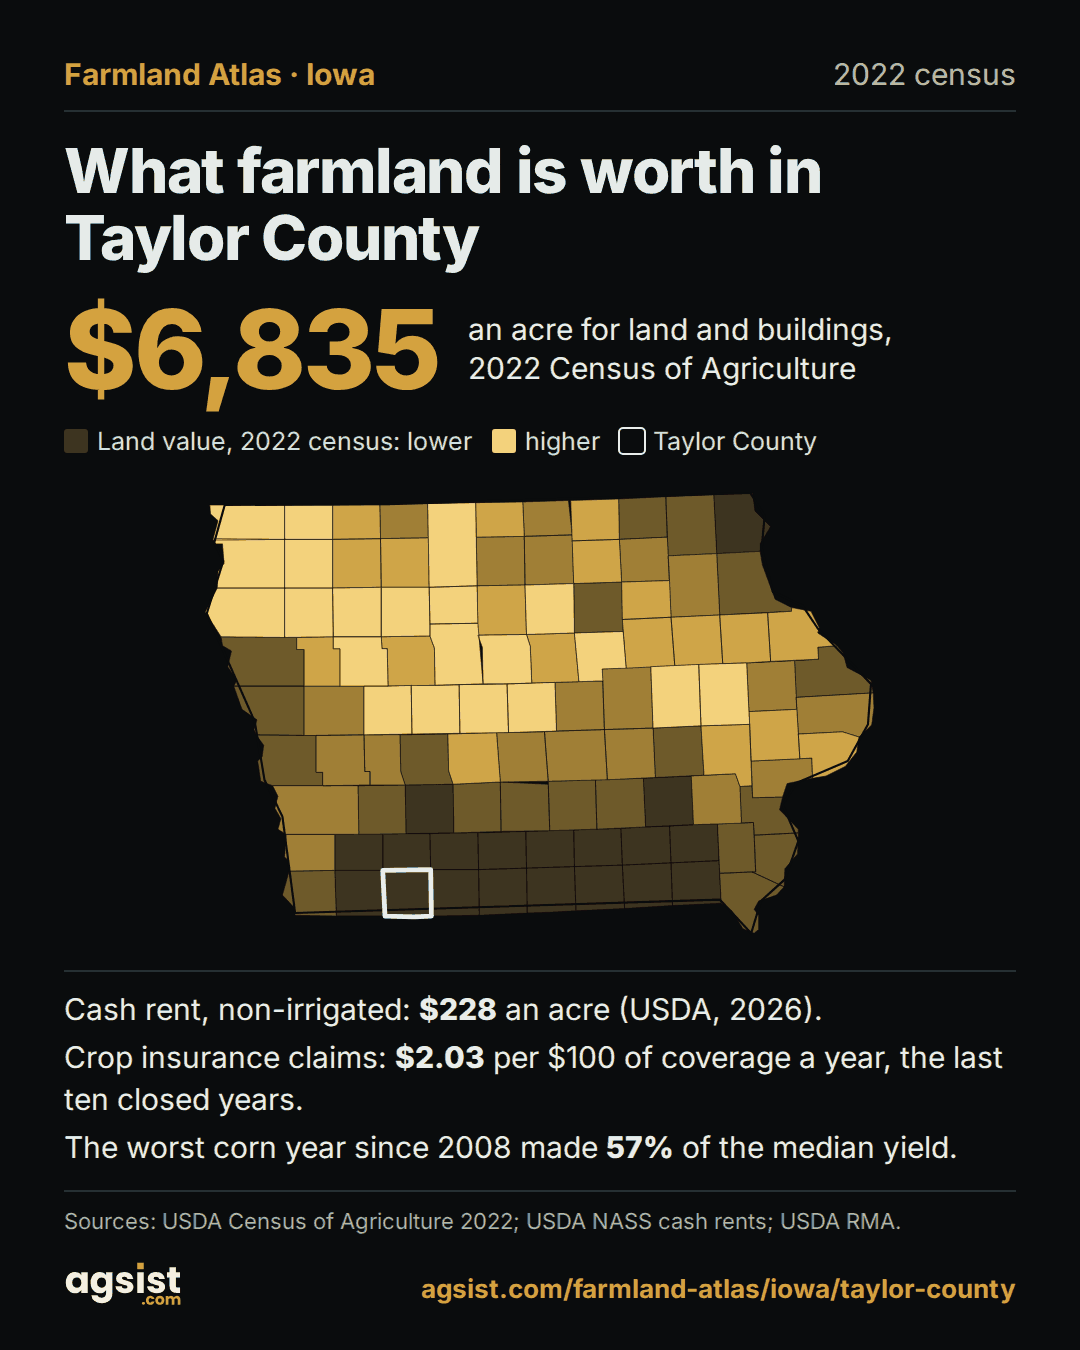 Farmland Atlas · Iowa
2022 census
What farmland is worth in
Taylor County
$6,835
an acre for land and buildings,
2022 Census of Agriculture
Land value, 2022 census: lower
higher
Taylor County
Cash rent, non-irrigated: $228 an acre (USDA, 2026).
Crop insurance claims: $2.03 per $100 of coverage a year, the last
ten closed years.
The worst corn year since 2008 made 57% of the median yield.
Sources: USDA Census of Agriculture 2022; USDA NASS cash rents; USDA RMA.
agsist
.com
agsist.com/farmland-atlas/iowa/taylor-county